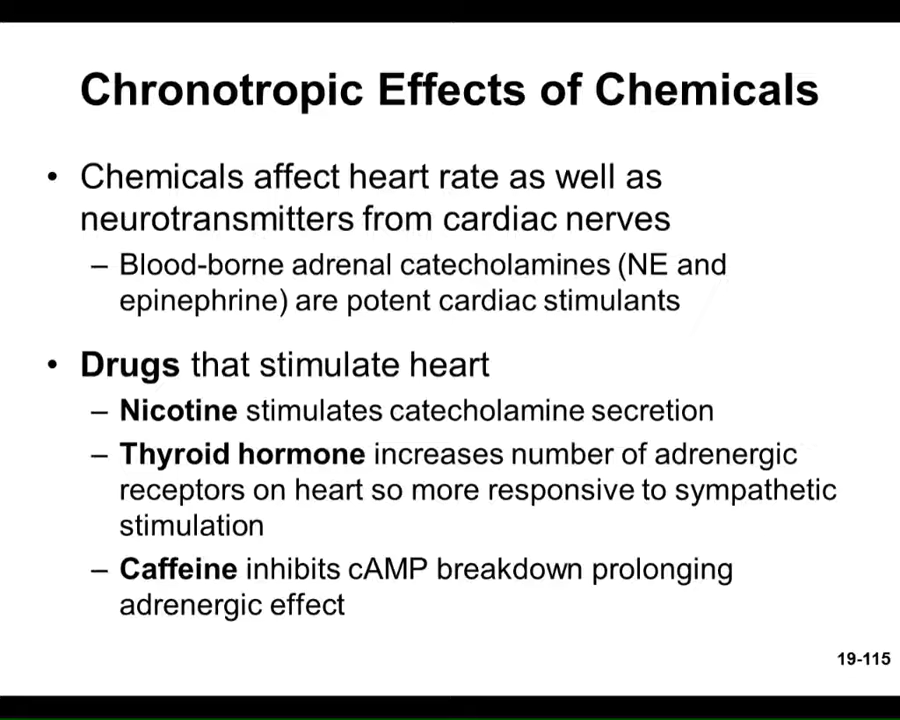 Chronotropic Effects of Chemicals
• Chemicals affect heart rate as well as
neurotransmitters from cardiac nerves
– Blood-borne adrenal catecholamines (NE and
epinephrine) are potent cardiac stimulants
• Drugs that stimulate heart
– Nicotine stimulates catecholamine secretion
– Thyroid hormone increases number of adrenergic
receptors on heart so more responsive to sympathetic
stimulation
– Caffeine inhibits cAMP breakdown prolonging
adrenergic effect
19-115